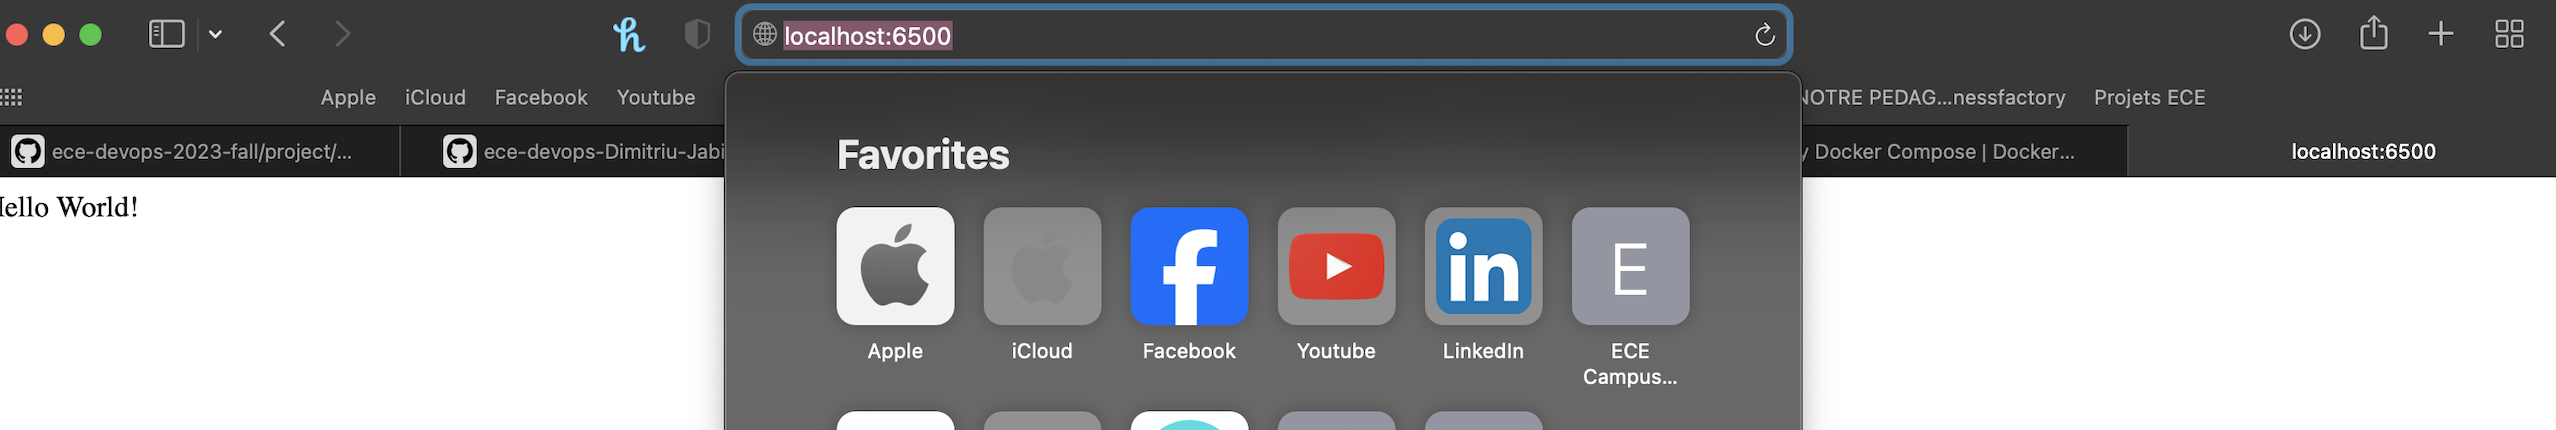 localhost:6500
Apple iCloud Facebook Youtube NOTRE PEDAG...nessfactory Projets ECE
ece-devops-2023-fall/project/... ece-devops-Dimitriu-Jabi y Docker Compose | Docker... localhost:6500
Hello World!
Favorites
in
E
Apple iCloud Facebook Youtube LinkedIn ECE
Campus...